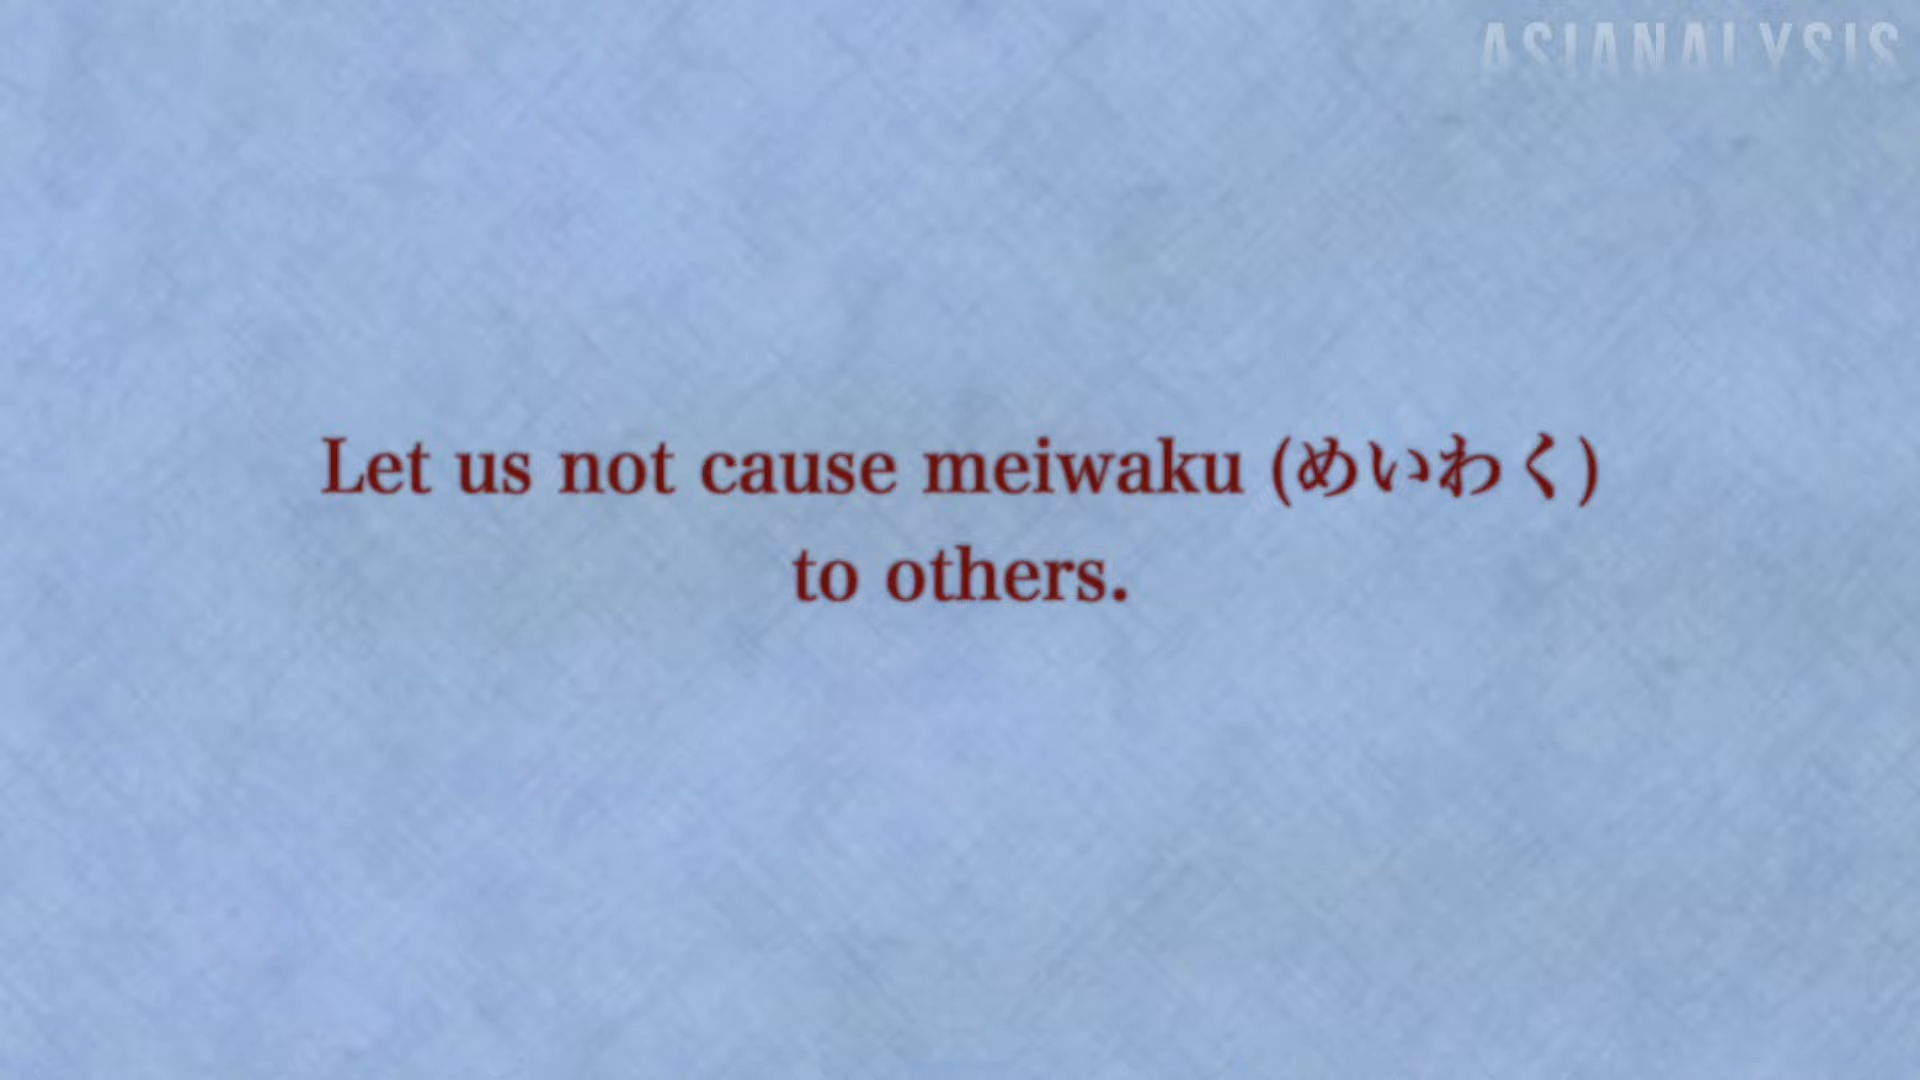 ASIANALYSIS
Let us not cause meiwaku (めいわく)
to others.